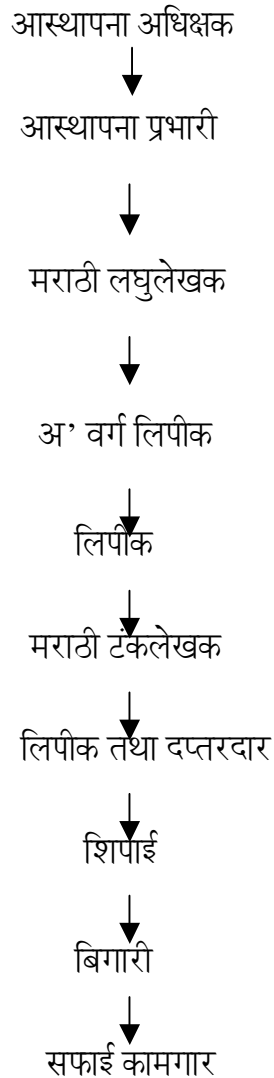 आस्थापना अधिक्षक
आस्थापना प्रभारी
मराठी लघुलेखक
अ’ वर्ग लिपीक
लिपीक
मराठी टंकलेखक
लिपीक तथा दप्तरदार
शिपाई
बिगारी
सफाई कामगार